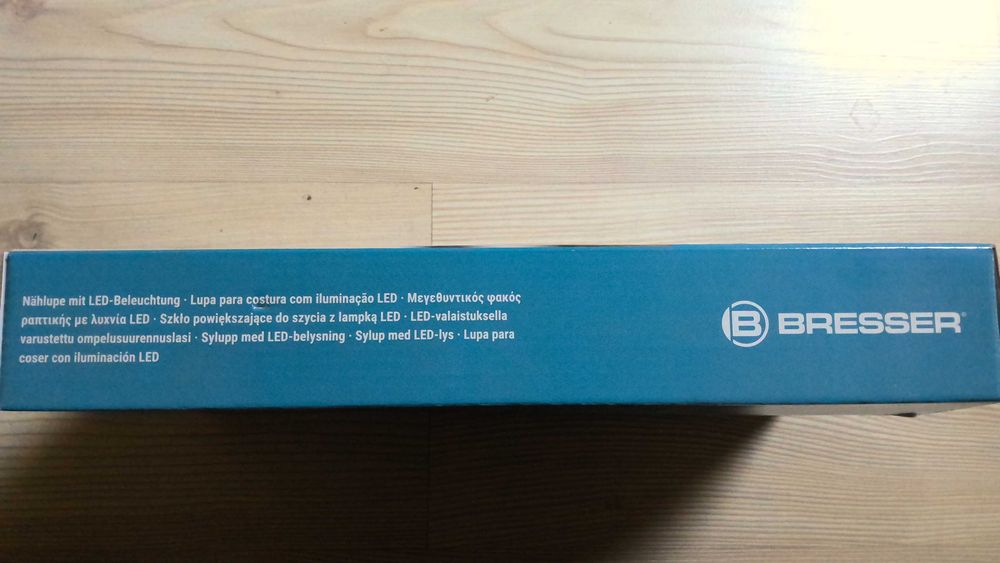 Nählupe mit LED-Beleuchtung · Lupa para costura com iluminação LED · Μεγεθυντικός φακός
ραπτικής με λυχνία LED · Szkło powiększające do szycia z lampką LED · LED-valaistuksella
varustettu ompelusuurennuslasi · Sylupp med LED-belysning · Sylup med LED-lys · Lupa para
coser con iluminación LED
B BRESSER®